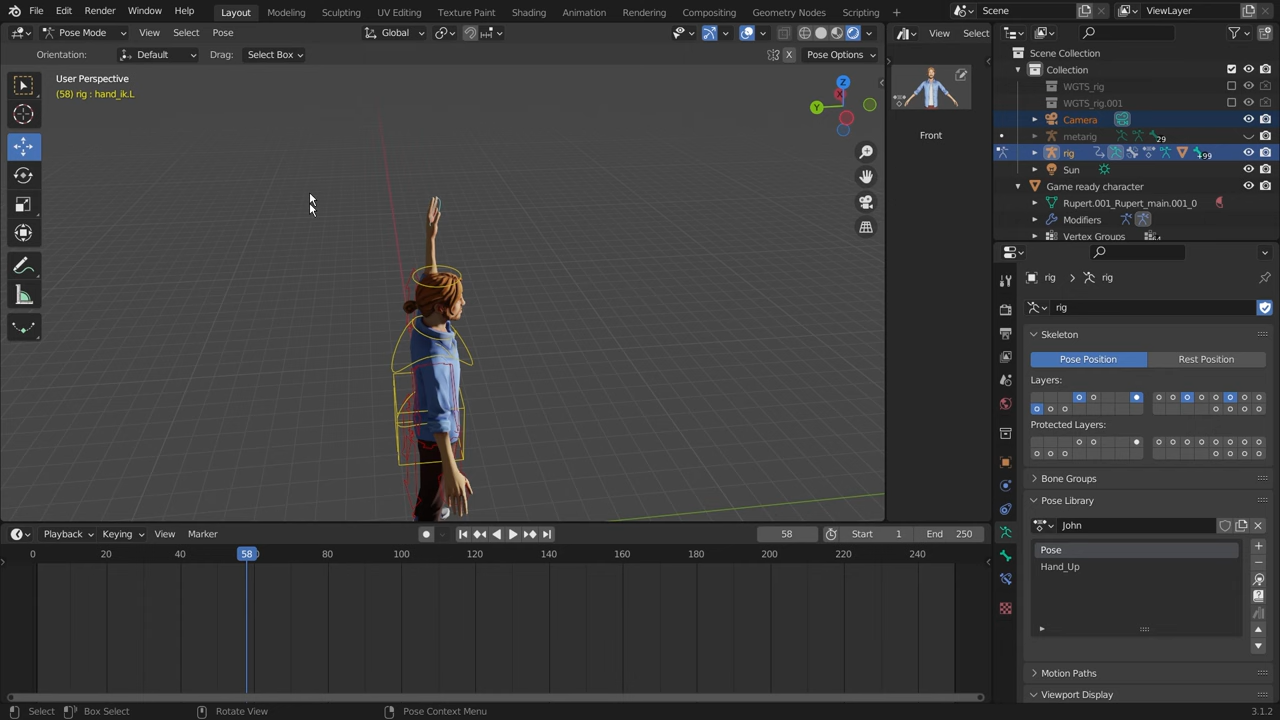 File Edit Render Window Help Layout Modeling Sculpting UV Editing Texture Paint Shading Animation Rendering Compositing Geometry Nodes Scripting + Scene ViewLayer
Pose Mode View Select Pose Global View Select
Orientation: Default Drag: Select Box X Pose Options
User Perspective
(58) rig : hand_ik.L
Z
Y
X
Front
Scene Collection
Collection
WGTS_rig
WGTS_rig.001
Camera
metarig 29
rig +99
Sun
Game ready character
Rupert.001_Rupert_main.001_0
Modifiers
Vertex Groups
rig rig
rig
Pose Position Rest Position
Layers:
Protected Layers:
Bone Groups
Pose Library
John
Pose
Hand_Up
Motion Paths
Viewport Display
Playback Keying View Marker 58 Start 1 End 250
0 20 40 58 80 100 120 140 160 180 200 220 240
Select Box Select Rotate View Pose Context Menu 3.1.2